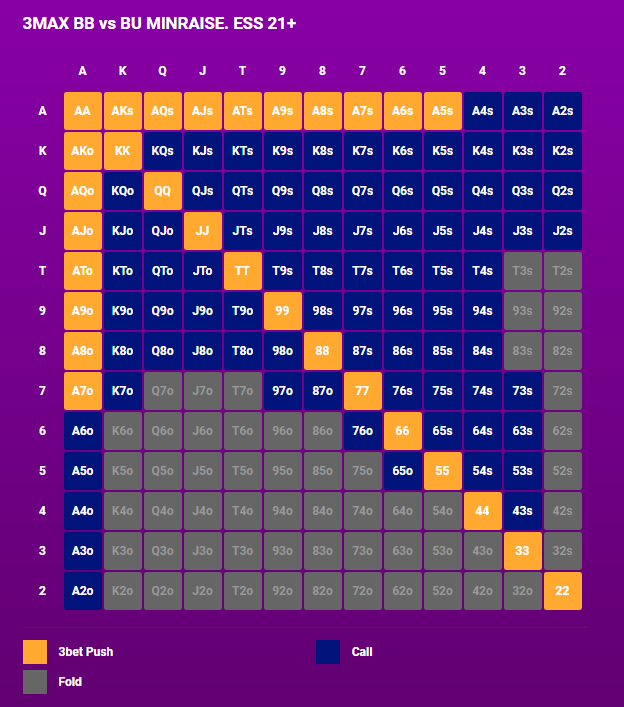 3MAX BB vs BU MINRAISE. ESS 21+
A K Q J T 9 8 7 6 5 4 3 2
A AA AKs AQs AJs ATs A9s A8s A7s A6s A5s A4s A3s A2s
K AKo KK KQs KJs KTs K9s K8s K7s K6s K5s K4s K3s K2s
Q AQo KQo QQ QJs QTs Q9s Q8s Q7s Q6s Q5s Q4s Q3s Q2s
J AJo KJo QJo JJ JTs J9s J8s J7s J6s J5s J4s J3s J2s
T ATo KTo QTo JTo TT T9s T8s T7s T6s T5s T4s T3s T2s
9 A9o K9o Q9o J9o T9o 99 98s 97s 96s 95s 94s 93s 92s
8 A8o K8o Q8o J8o T8o 98o 88 87s 86s 85s 84s 83s 82s
7 A7o K7o Q7o J7o T7o 97o 87o 77 76s 75s 74s 73s 72s
6 A6o K6o Q6o J6o T6o 96o 86o 76o 66 65s 64s 63s 62s
5 A5o K5o Q5o J5o T5o 95o 85o 75o 65o 55 54s 53s 52s
4 A4o K4o Q4o J4o T4o 94o 84o 74o 64o 54o 44 43s 42s
3 A3o K3o Q3o J3o T3o 93o 83o 73o 63o 53o 43o 33 32s
2 A2o K2o Q2o J2o T2o 92o 82o 72o 62o 52o 42o 32o 22
3bet Push Call
Fold